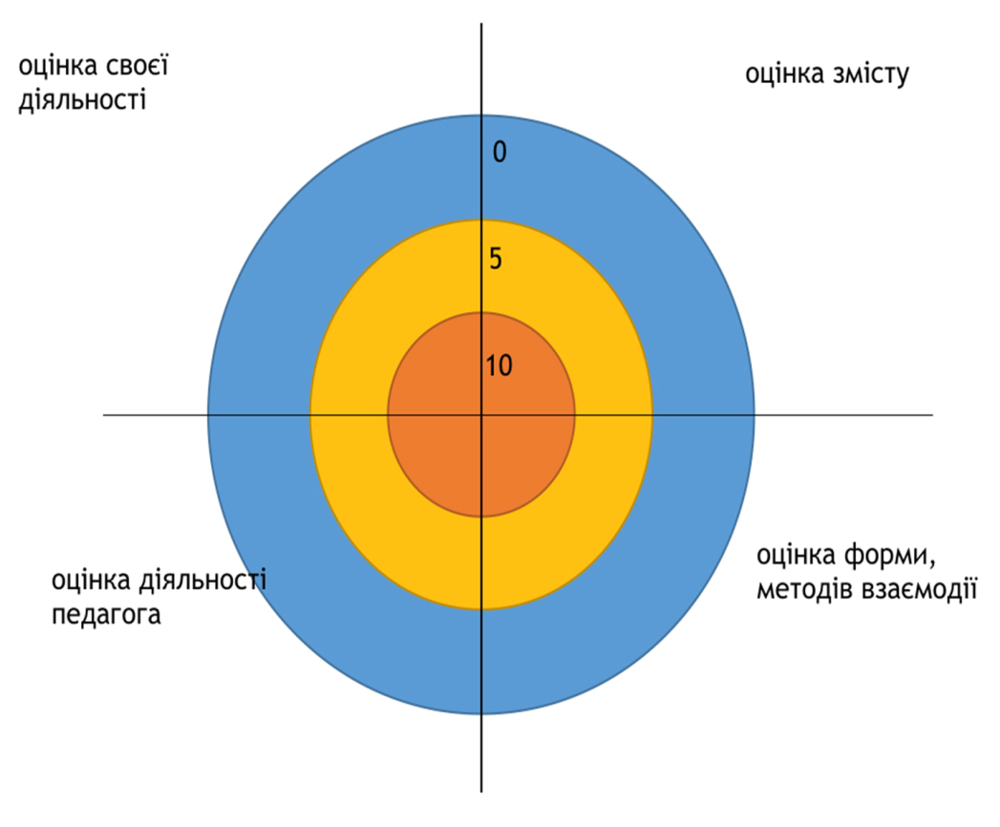 оцінка своєї
діяльності
оцінка змісту
0
5
10
оцінка діяльності
педагога
оцінка форми,
методів взаємодії